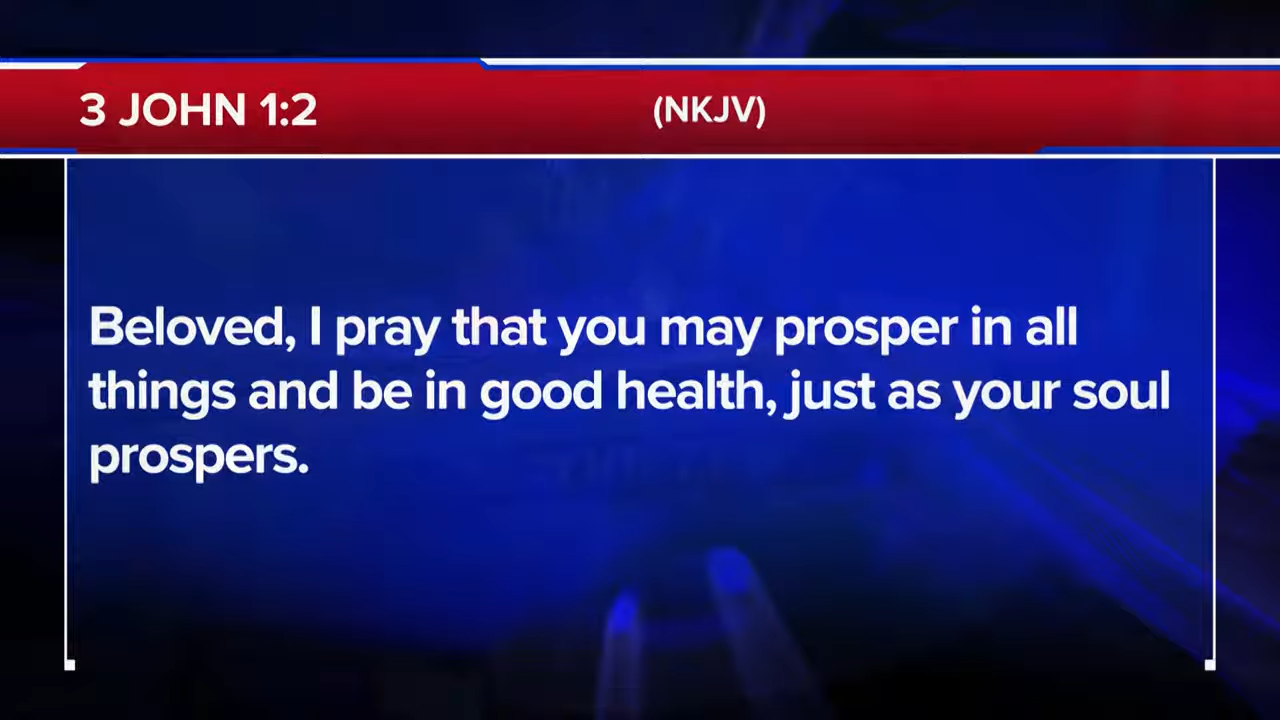 3 JOHN 1:2 (NKJV)
Beloved, I pray that you may prosper in all
things and be in good health, just as your soul
prospers.